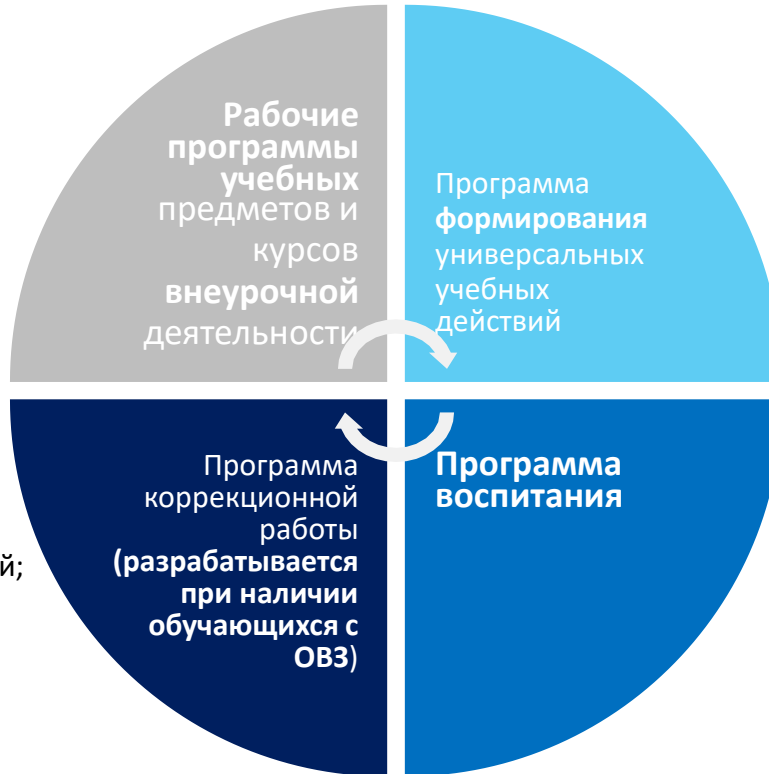 Рабочие
программы
учебных
предметов и
курсов
внеурочной
деятельности
Программа
формирования
универсальных
учебных
действий
Программа
коррекционной
работы
(разрабатывается
при наличии
обучающихся с
ОВЗ)
й;
Программа
воспитания